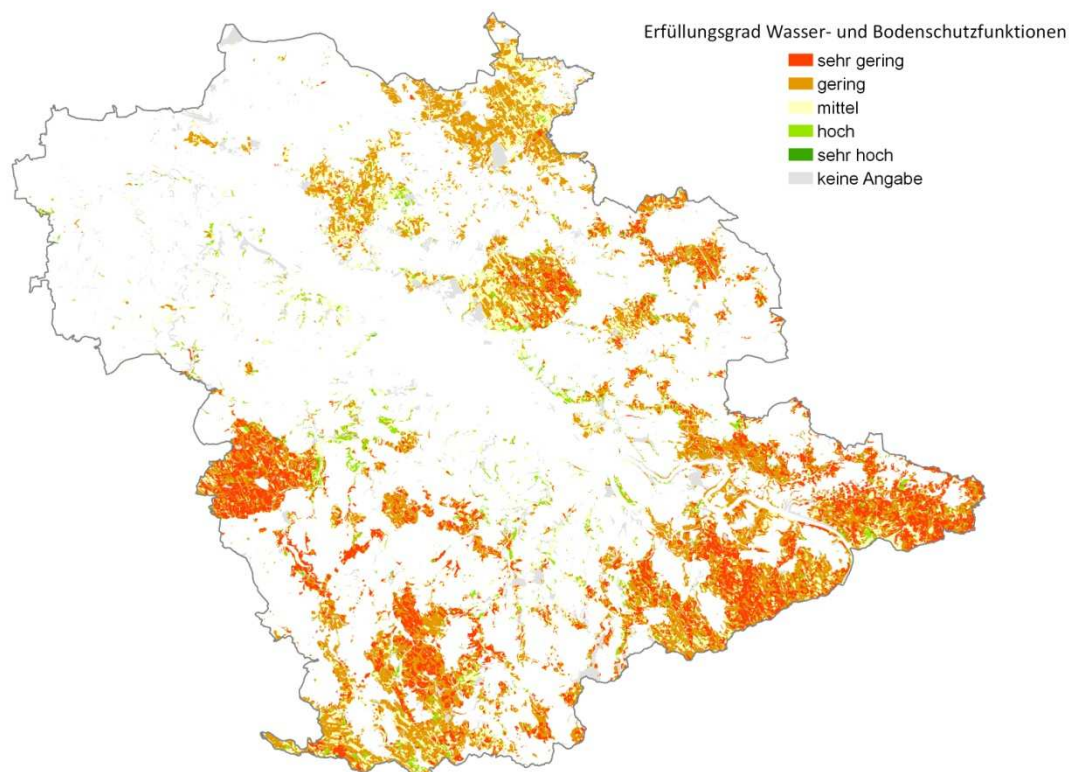 Erfüllungsgrad Wasser- und Bodenschutzfunktionen
sehr gering
gering
mittel
hoch
sehr hoch
keine Angabe